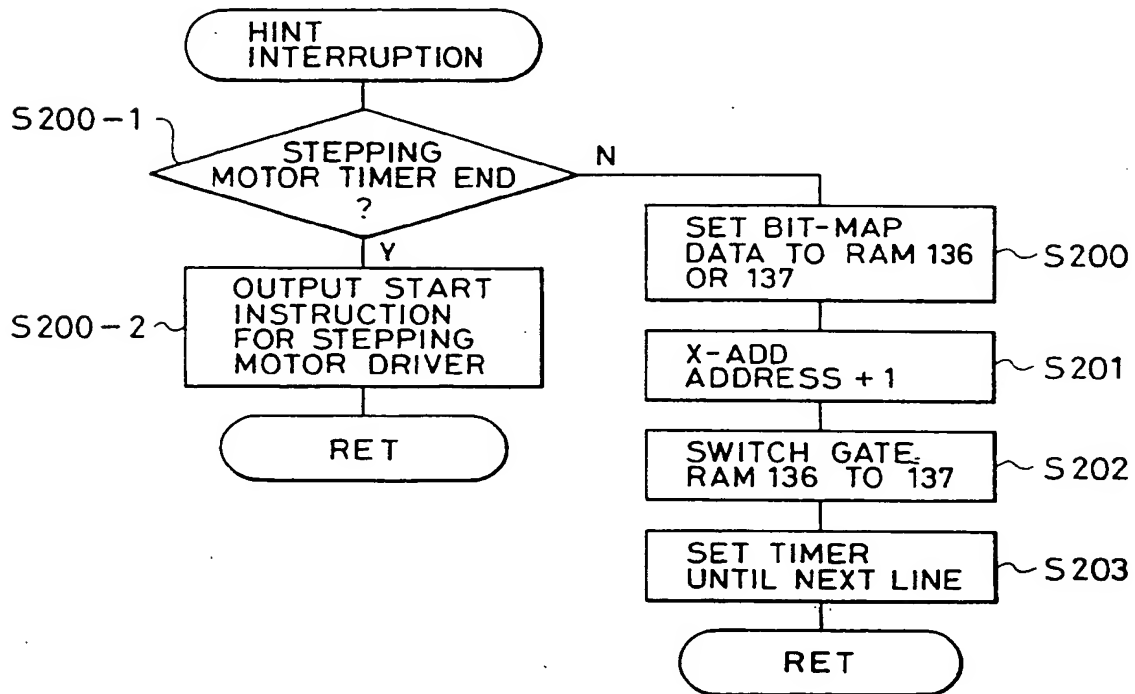 HINT
INTERRUPTION
S200-1
STEPPING
MOTOR TIMER END
?
N
Y
S200-2
OUTPUT START
INSTRUCTION
FOR STEPPING
MOTOR DRIVER
RET
SET BIT-MAP
DATA TO RAM 136
OR 137
S200
X-ADD
ADDRESS + 1
S201
SWITCH GATE
RAM 136 TO 137
S202
SET TIMER
UNTIL NEXT LINE
S203
RET